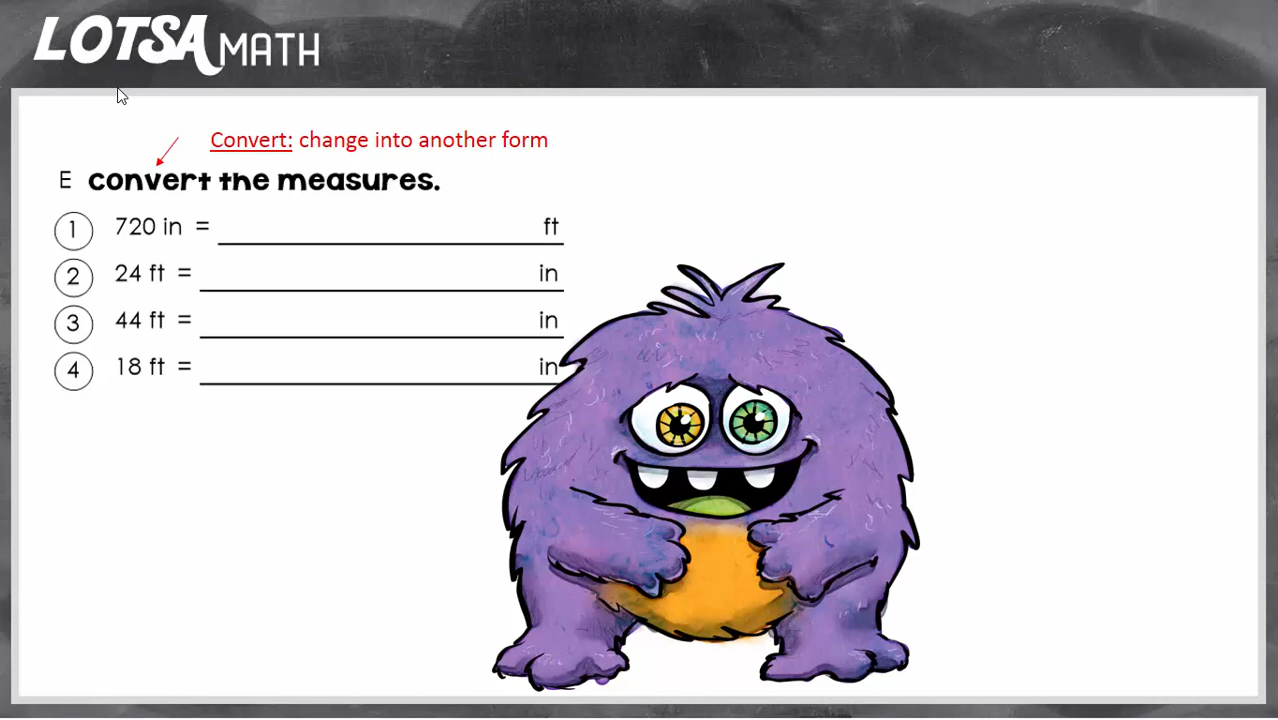 LOTSA MATH
Convert: change into another form
E convert the measures.
1 720 in = ft
2 24 ft = in
3 44 ft = in
4 18 ft = in